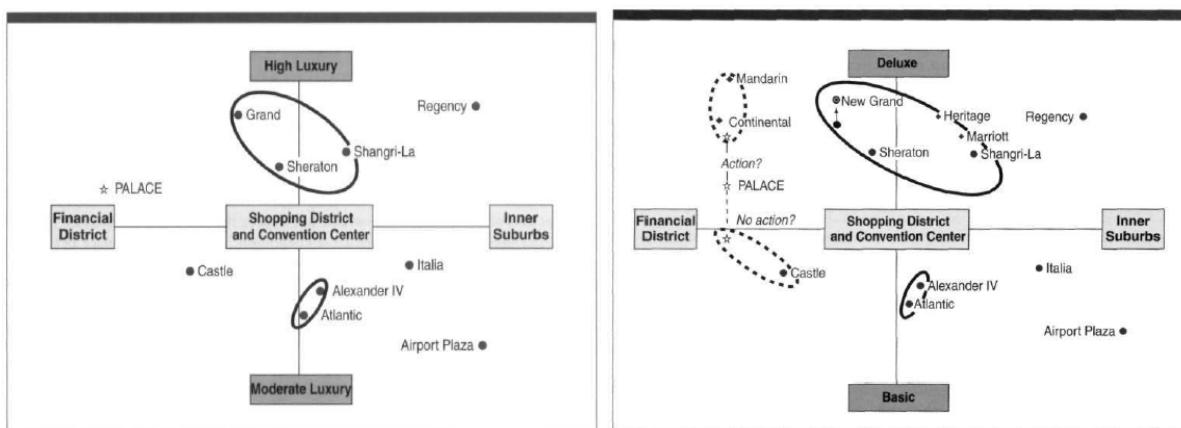 High Luxury
Regency
Grand
Shangri-La
Sheraton
PALACE
Financial
District
Shopping District
and Convention Center
Inner
Suburbs
Castle
Italia
Alexander IV
Atlantic
Airport Plaza
Moderate Luxury
Deluxe
Mandarin
New Grand
Heritage
Regency
Continental
Marriott
Sheraton
Shangri-La
Action?
PALACE
No action?
Financial
District
Shopping District
and Convention Center
Inner
Suburbs
Castle
Italia
Alexander IV
Atlantic
Airport Plaza
Basic